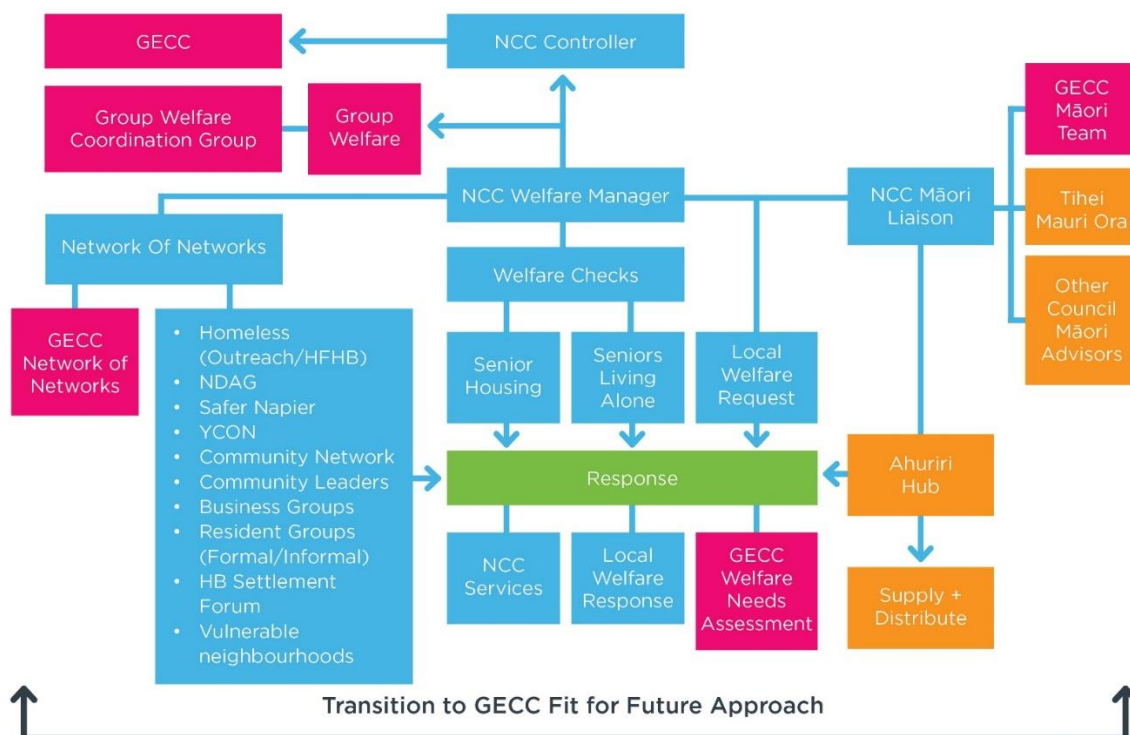 GECC
NCC Controller
Group Welfare
Coordination Group
Group
Welfare
GECC
Māori
Team
NCC Welfare Manager
NCC Māori
Liaison
Tihei
Mauri Ora
Network Of Networks
Welfare Checks
Other
Council
Māori
Advisors
GECC
Network of
Networks
• Homeless
(Outreach/HFHB)
• NDAG
• Safer Napier
• YCON
• Community Network
• Community Leaders
• Business Groups
• Resident Groups
(Formal/Informal)
• HB Settlement
Forum
• Vulnerable
neighbourhoods
Senior
Housing
Seniors
Living
Alone
Local
Welfare
Request
Response
Ahuriri
Hub
NCC
Services
Local
Welfare
Response
GECC
Welfare
Needs
Assessment
Supply +
Distribute
Transition to GECC Fit for Future Approach